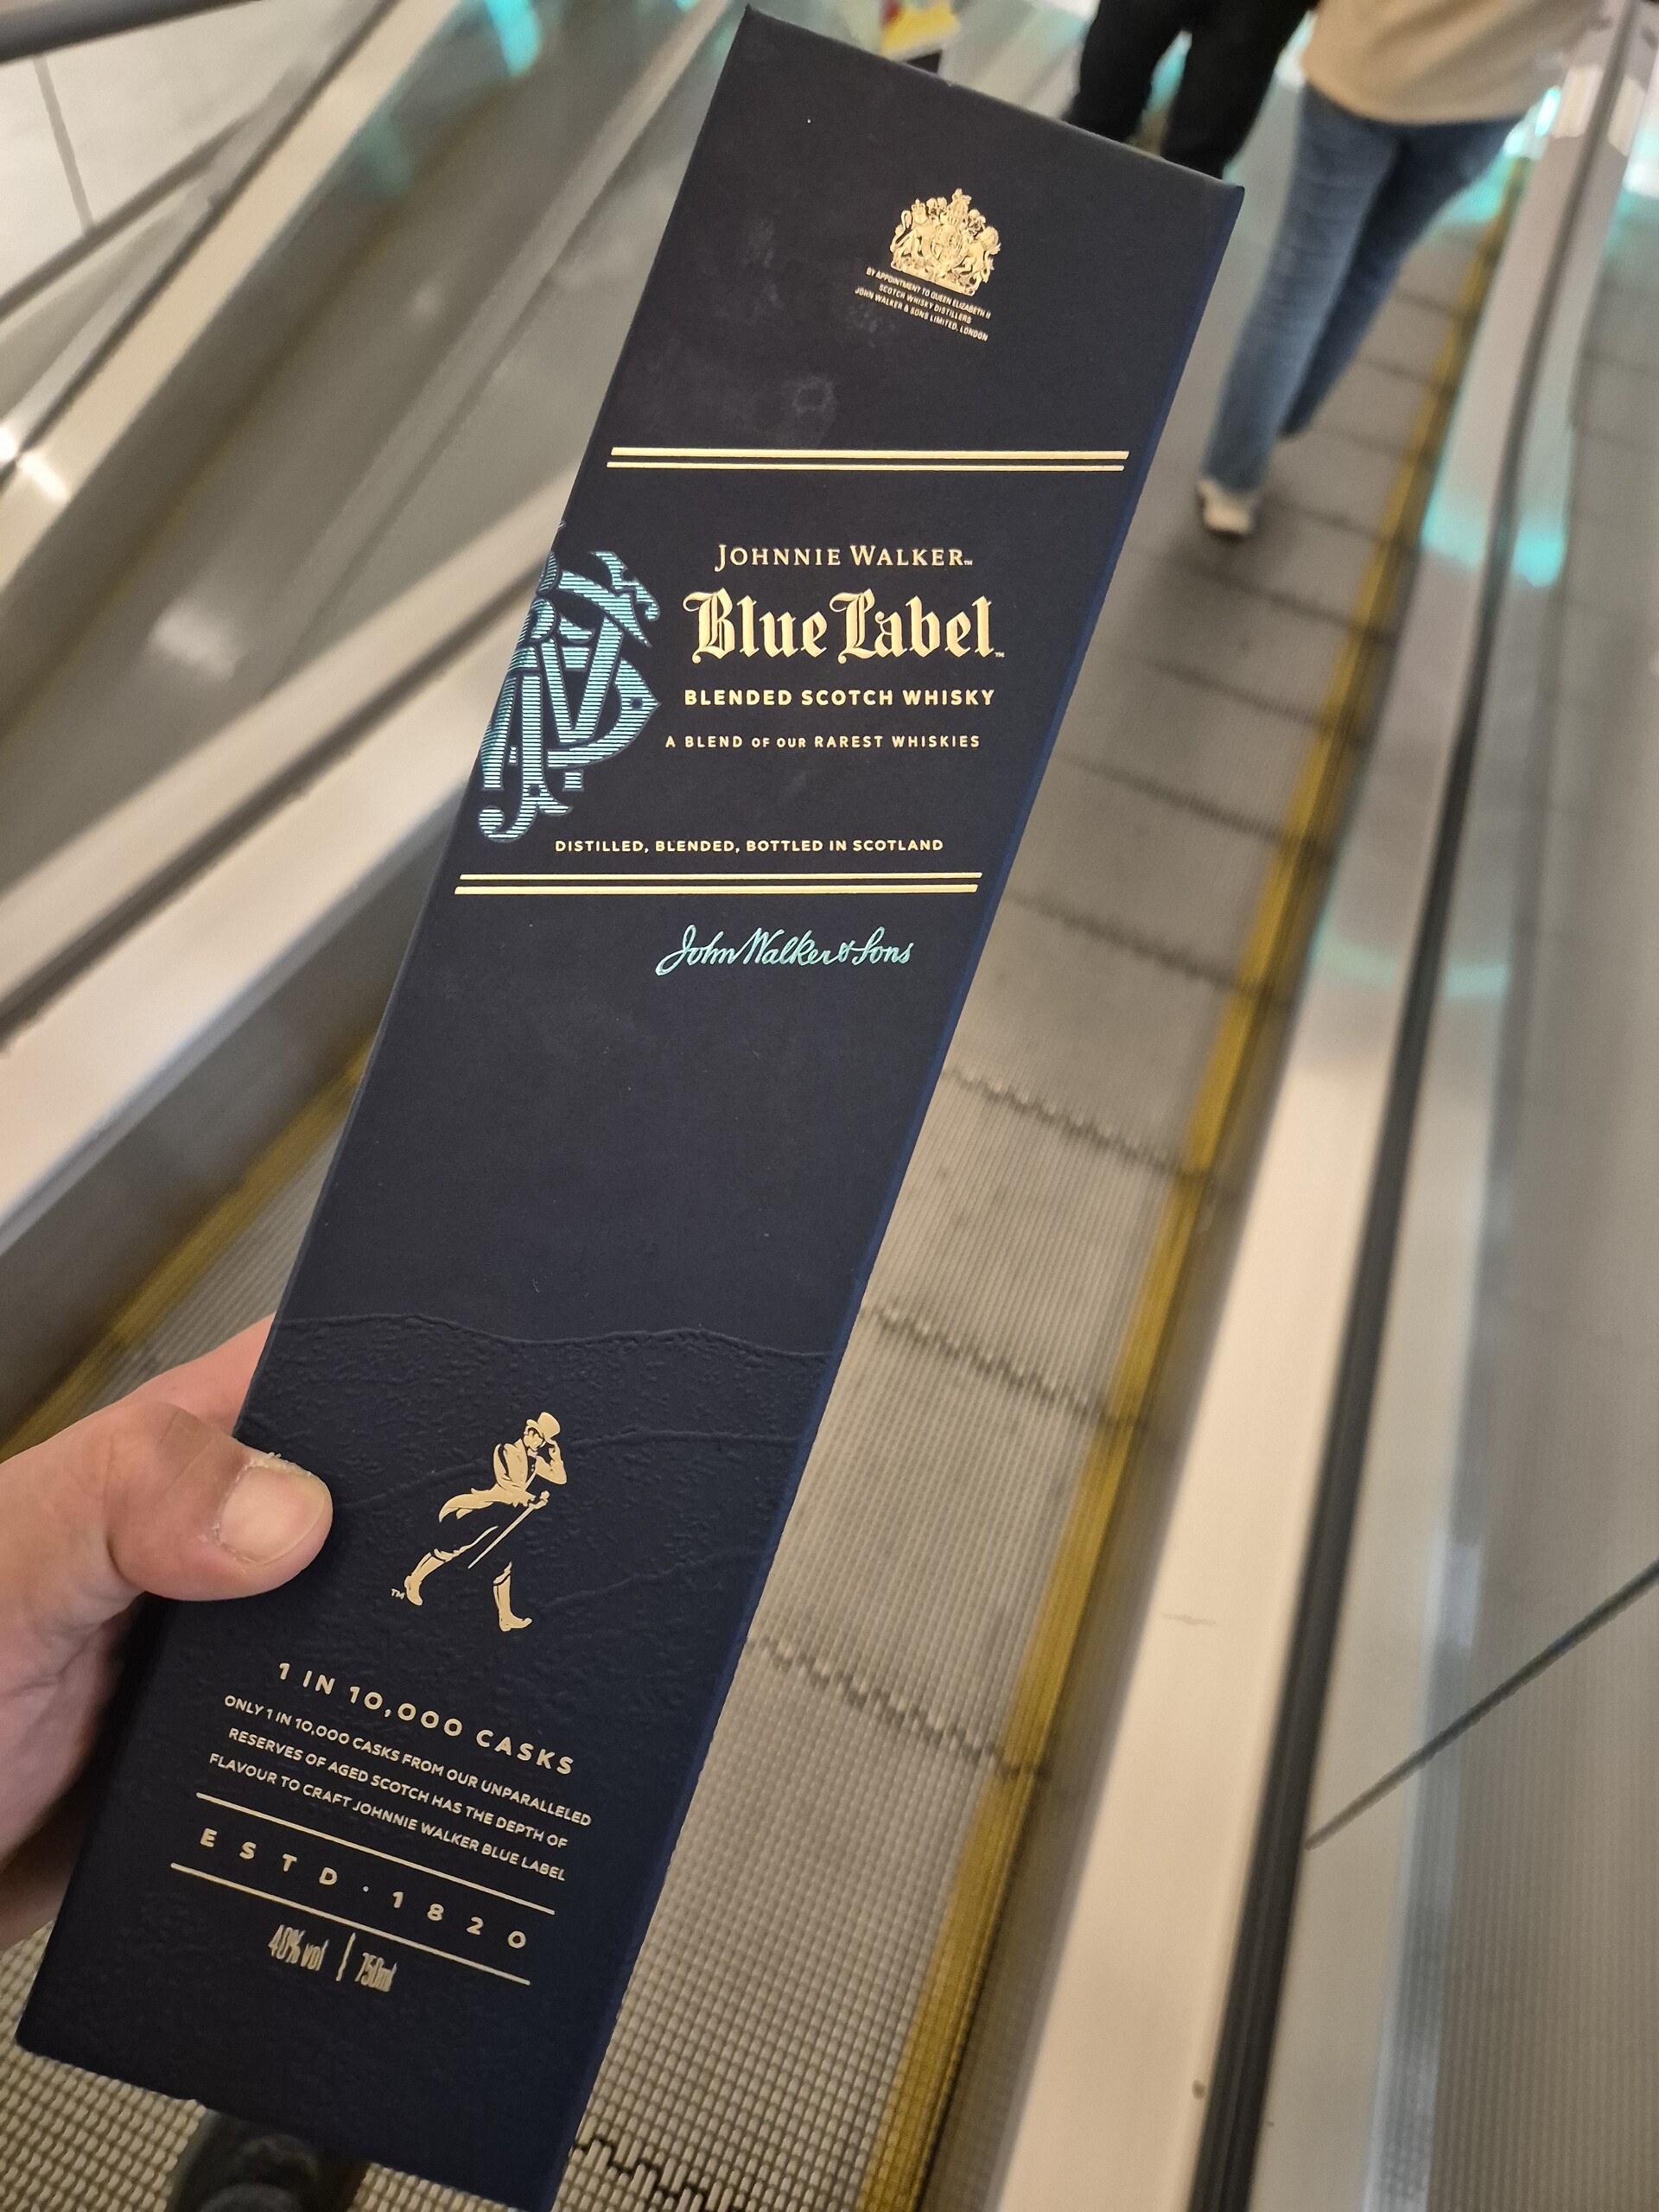 BY APPOINTMENT TO QUEEN ELIZABETH II
SCOTCH WHISKY DISTILLERS
JOHN WALKER & SONS LIMITED, LONDON
JOHNNIE WALKER™
Blue Label™
BLENDED SCOTCH WHISKY
A BLEND OF OUR RAREST WHISKIES
DISTILLED, BLENDED, BOTTLED IN SCOTLAND
John Walker & Sons
™
1 IN 10,000 CASKS
ONLY 1 IN 10,000 CASKS FROM OUR UNPARALLELED
RESERVES OF AGED SCOTCH HAS THE DEPTH OF
FLAVOUR TO CRAFT JOHNNIE WALKER BLUE LABEL
ESTD · 1820
40% vol | 750ml